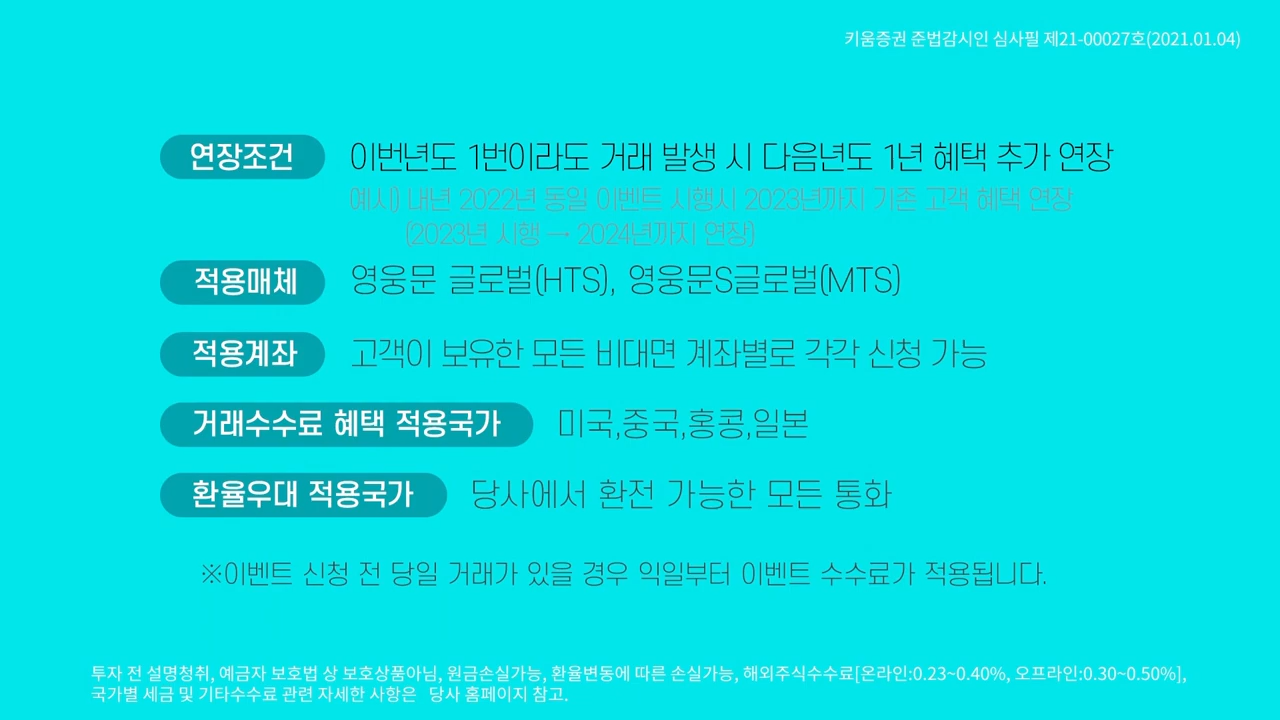 키움증권 준법감시인 심사필 제21-00027호(2021.01.04)
연장조건 이번년도 1번이라도 거래 발생 시 다음년도 1년 혜택 추가 연장
예시) 내년 2022년 동일 이벤트 시행시 2023년까지 기존 고객 혜택 연장
(2023년 시행 → 2024년까지 연장)
적용매체 영웅문 글로벌(HTS), 영웅문S글로벌(MTS)
적용계좌 고객이 보유한 모든 비대면 계좌별로 각각 신청 가능
거래수수료 혜택 적용국가 미국,중국,홍콩,일본
환율우대 적용국가 당사에서 환전 가능한 모든 통화
※이벤트 신청 전 당일 거래가 있을 경우 익일부터 이벤트 수수료가 적용됩니다.
투자 전 설명청취, 예금자 보호법 상 보호상품아님, 원금손실가능, 환율변동에 따른 손실가능, 해외주식수수료[온라인:0.23~0.40%, 오프라인:0.30~0.50%],
국가별 세금 및 기타수수료 관련 자세한 사항은 당사 홈페이지 참고.